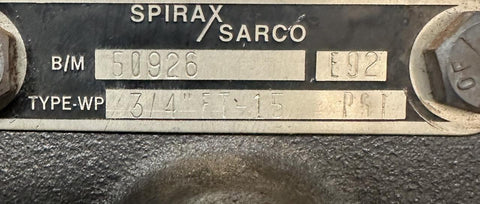 SPIRAX
SARCO
B/M 50926 E92
TYPE-WP 3/4" FT-15 PSI